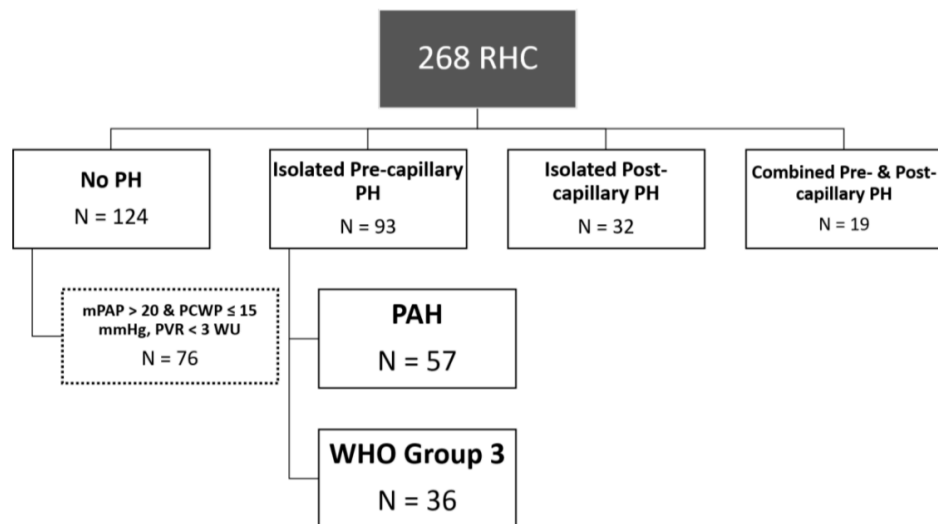 268 RHC
No PH
N = 124
Isolated Pre-capillary
PH
N = 93
Isolated Post-
capillary PH
N = 32
Combined Pre- & Post-
capillary PH
N = 19
mPAP > 20 & PCWP ≤ 15
mmHg, PVR < 3 WU
N = 76
PAH
N = 57
WHO Group 3
N = 36